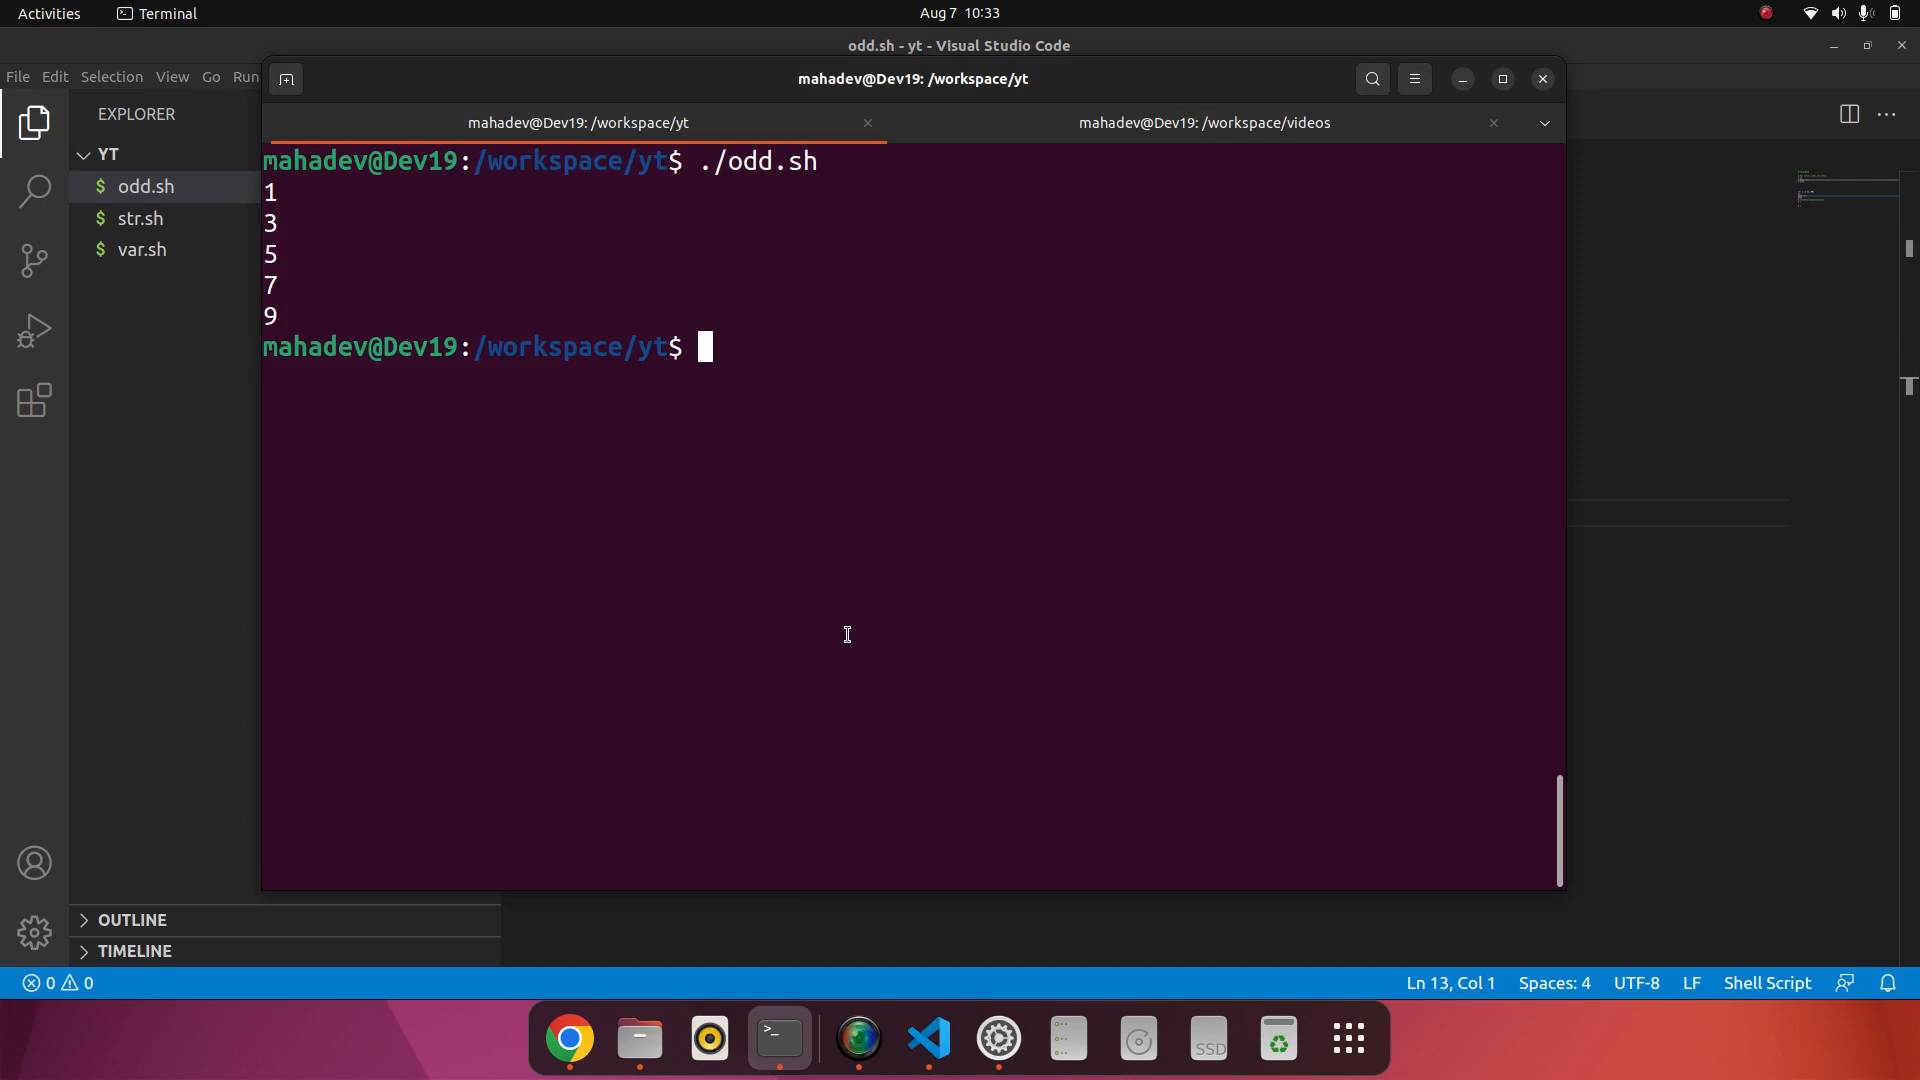 Activities
Terminal
Aug 7 10:33
odd.sh - yt - Visual Studio Code
File Edit Selection View Go Run
mahadev@Dev19: /workspace/yt
EXPLORER
mahadev@Dev19: /workspace/yt
mahadev@Dev19: /workspace/videos
YT
odd.sh
str.sh
var.sh
mahadev@Dev19:/workspace/yt$ ./odd.sh
1
3
5
7
9
mahadev@Dev19:/workspace/yt$
OUTLINE
TIMELINE
0 0
Ln 13, Col 1 Spaces: 4 UTF-8 LF Shell Script
SSD